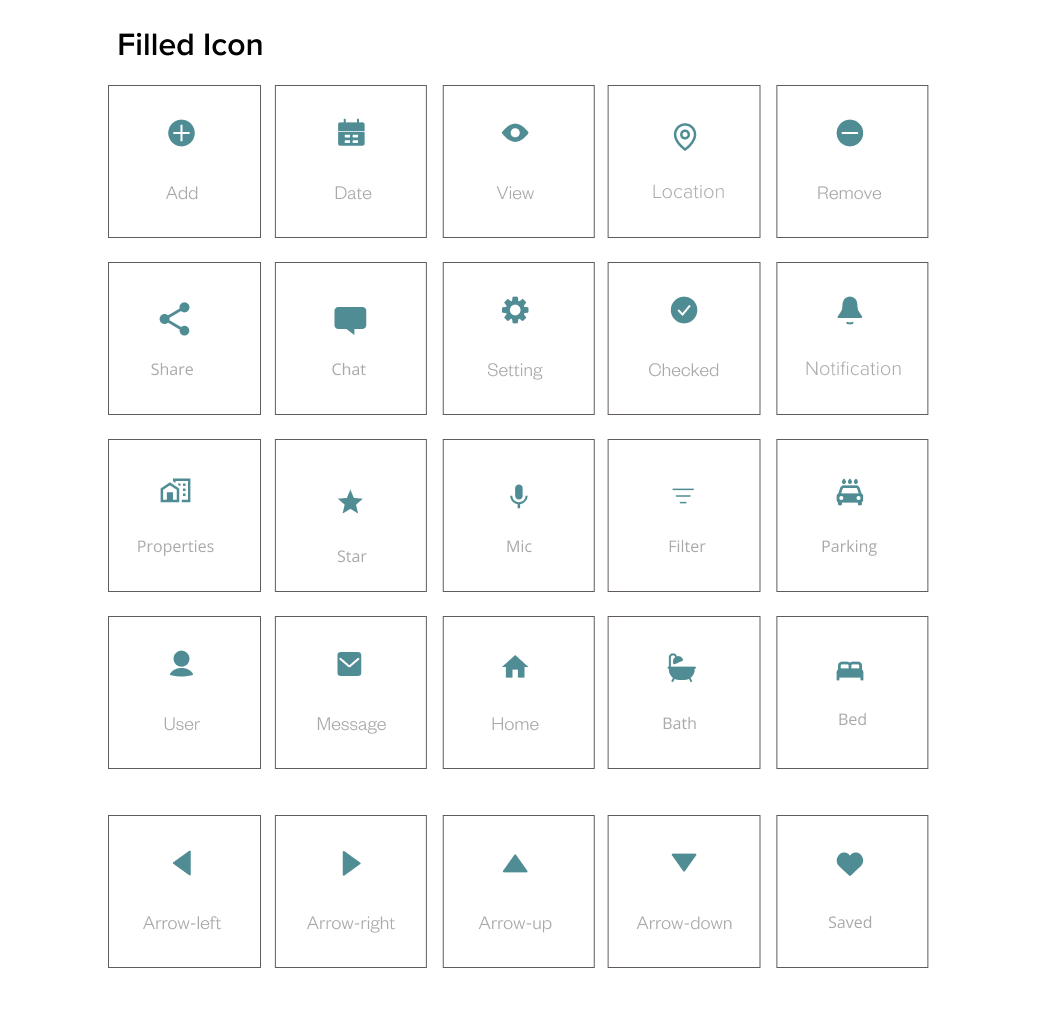 Filled Icon
Add
Date
View
Location
Remove
Share
Chat
Setting
Checked
Notification
Properties
Star
Mic
Filter
Parking
User
Message
Home
Bath
Bed
Arrow-left
Arrow-right
Arrow-up
Arrow-down
Saved